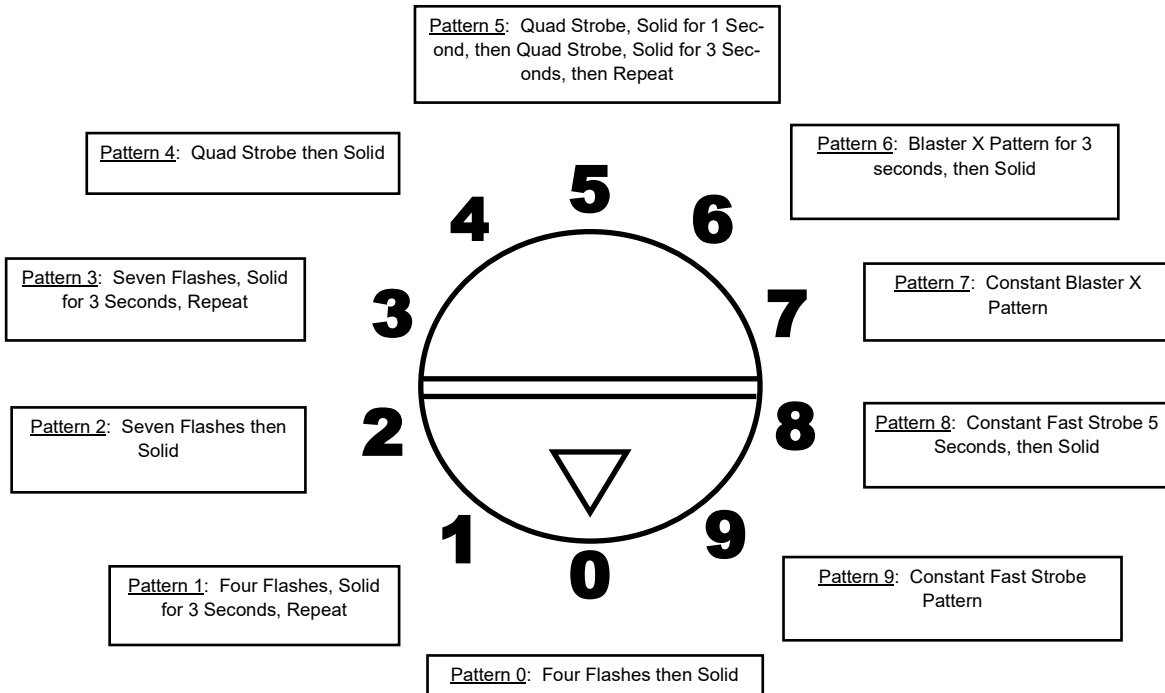 Pattern 5:  Quad Strobe, Solid for 1 Sec-
ond, then Quad Strobe, Solid for 3 Sec-
onds, then Repeat
Pattern 4:  Quad Strobe then Solid
Pattern 6:  Blaster X Pattern for 3
seconds, then Solid
5
4
6
Pattern 3:  Seven Flashes, Solid
for 3 Seconds, Repeat
3
7
Pattern 7:  Constant Blaster X
Pattern
Pattern 2:  Seven Flashes then
Solid
2
8
Pattern 8:  Constant Fast Strobe 5
Seconds, then Solid
1
9
0
Pattern 1:  Four Flashes, Solid
for 3 Seconds, Repeat
Pattern 9:  Constant Fast Strobe
Pattern
Pattern 0:  Four Flashes then Solid